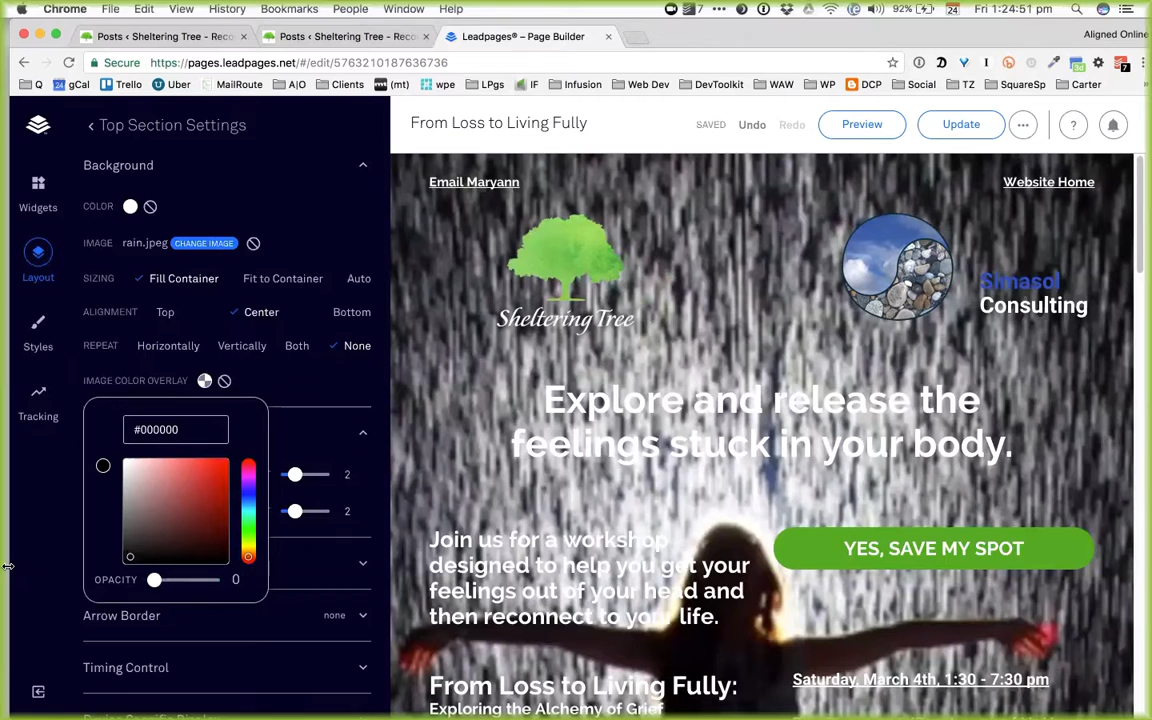 Chrome File Edit View History Bookmarks People Window Help 7 92% 24 Fri 1:24:51 pm
Posts ‹ Sheltering Tree - Reco × Posts ‹ Sheltering Tree - Reco × Leadpages® – Page Builder × Aligned Online
Secure https://pages.leadpages.net/#/edit/5763210187636736
Q gCal Trello Uber MailRoute A|O Clients (mt) wpe LPgs IF Infusion Web Dev DevToolkit WAW WP DCP Social TZ SquareSp Carter
Top Section Settings
From Loss to Living Fully
SAVED Undo Redo Preview Update ... ?
Background
Widgets
Layout
Styles
Tracking
COLOR
IMAGE rain.jpeg CHANGE IMAGE
SIZING Fill Container Fit to Container Auto
ALIGNMENT Top Center Bottom
REPEAT Horizontally Vertically Both None
IMAGE COLOR OVERLAY
#000000
2
2
OPACITY 0
Arrow Border none
Timing Control
Email Maryann Website Home
Sheltering Tree
Simasol
Consulting
Explore and release the
feelings stuck in your body.
Join us for a workshop
designed to help you get your
feelings out of your head and
then reconnect to your life.
YES, SAVE MY SPOT
From Loss to Living Fully:
Exploring the Alchemy of Grief
Saturday, March 4th, 1:30 - 7:30 pm